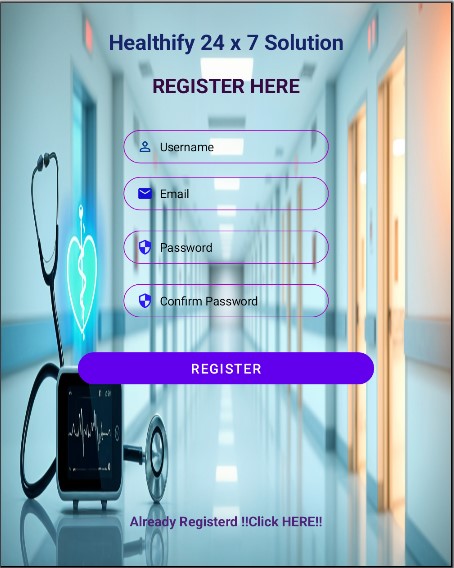 Healthify 24 x 7 Solution
REGISTER HERE
Username
Email
Password
Confirm Password
REGISTER
Already Registerd !!Click HERE!!